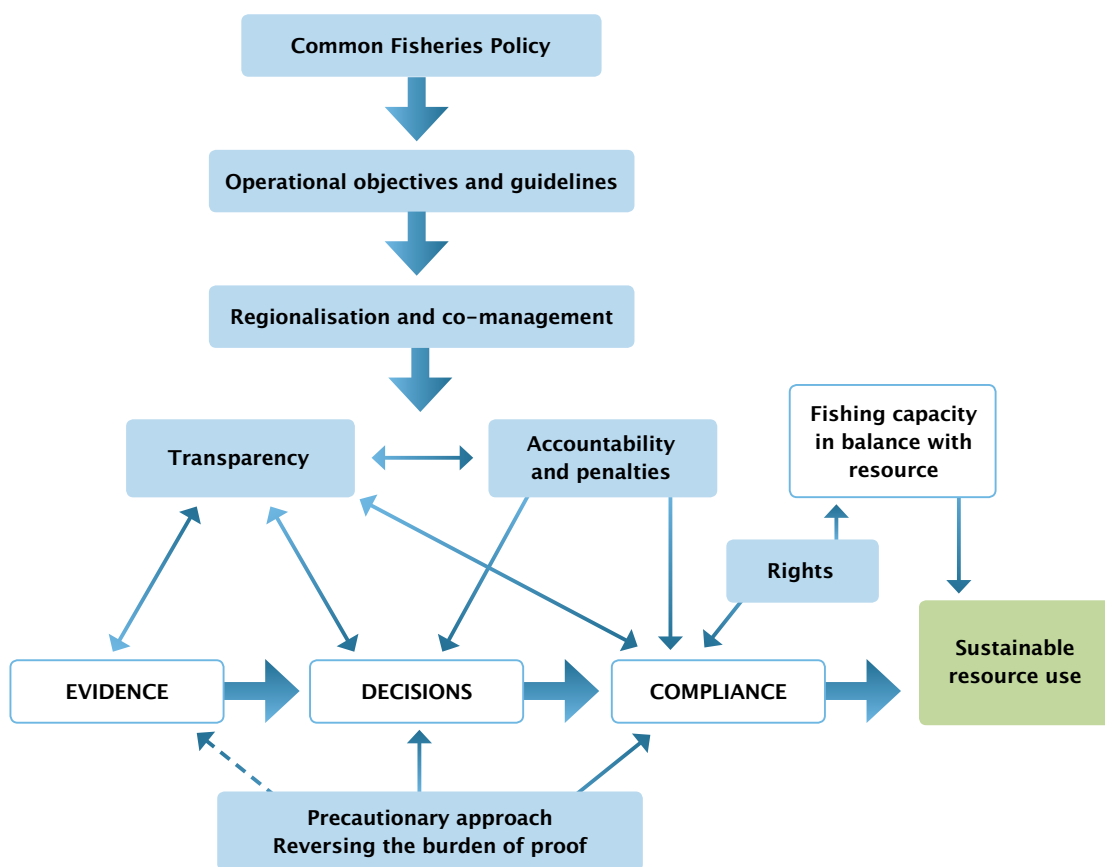 Common Fisheries Policy
Operational objectives and guidelines
Regionalisation and co-management
Transparency
Accountability
and penalties
Fishing capacity
in balance with
resource
Rights
EVIDENCE
DECISIONS
COMPLIANCE
Sustainable
resource use
Precautionary approach
Reversing the burden of proof